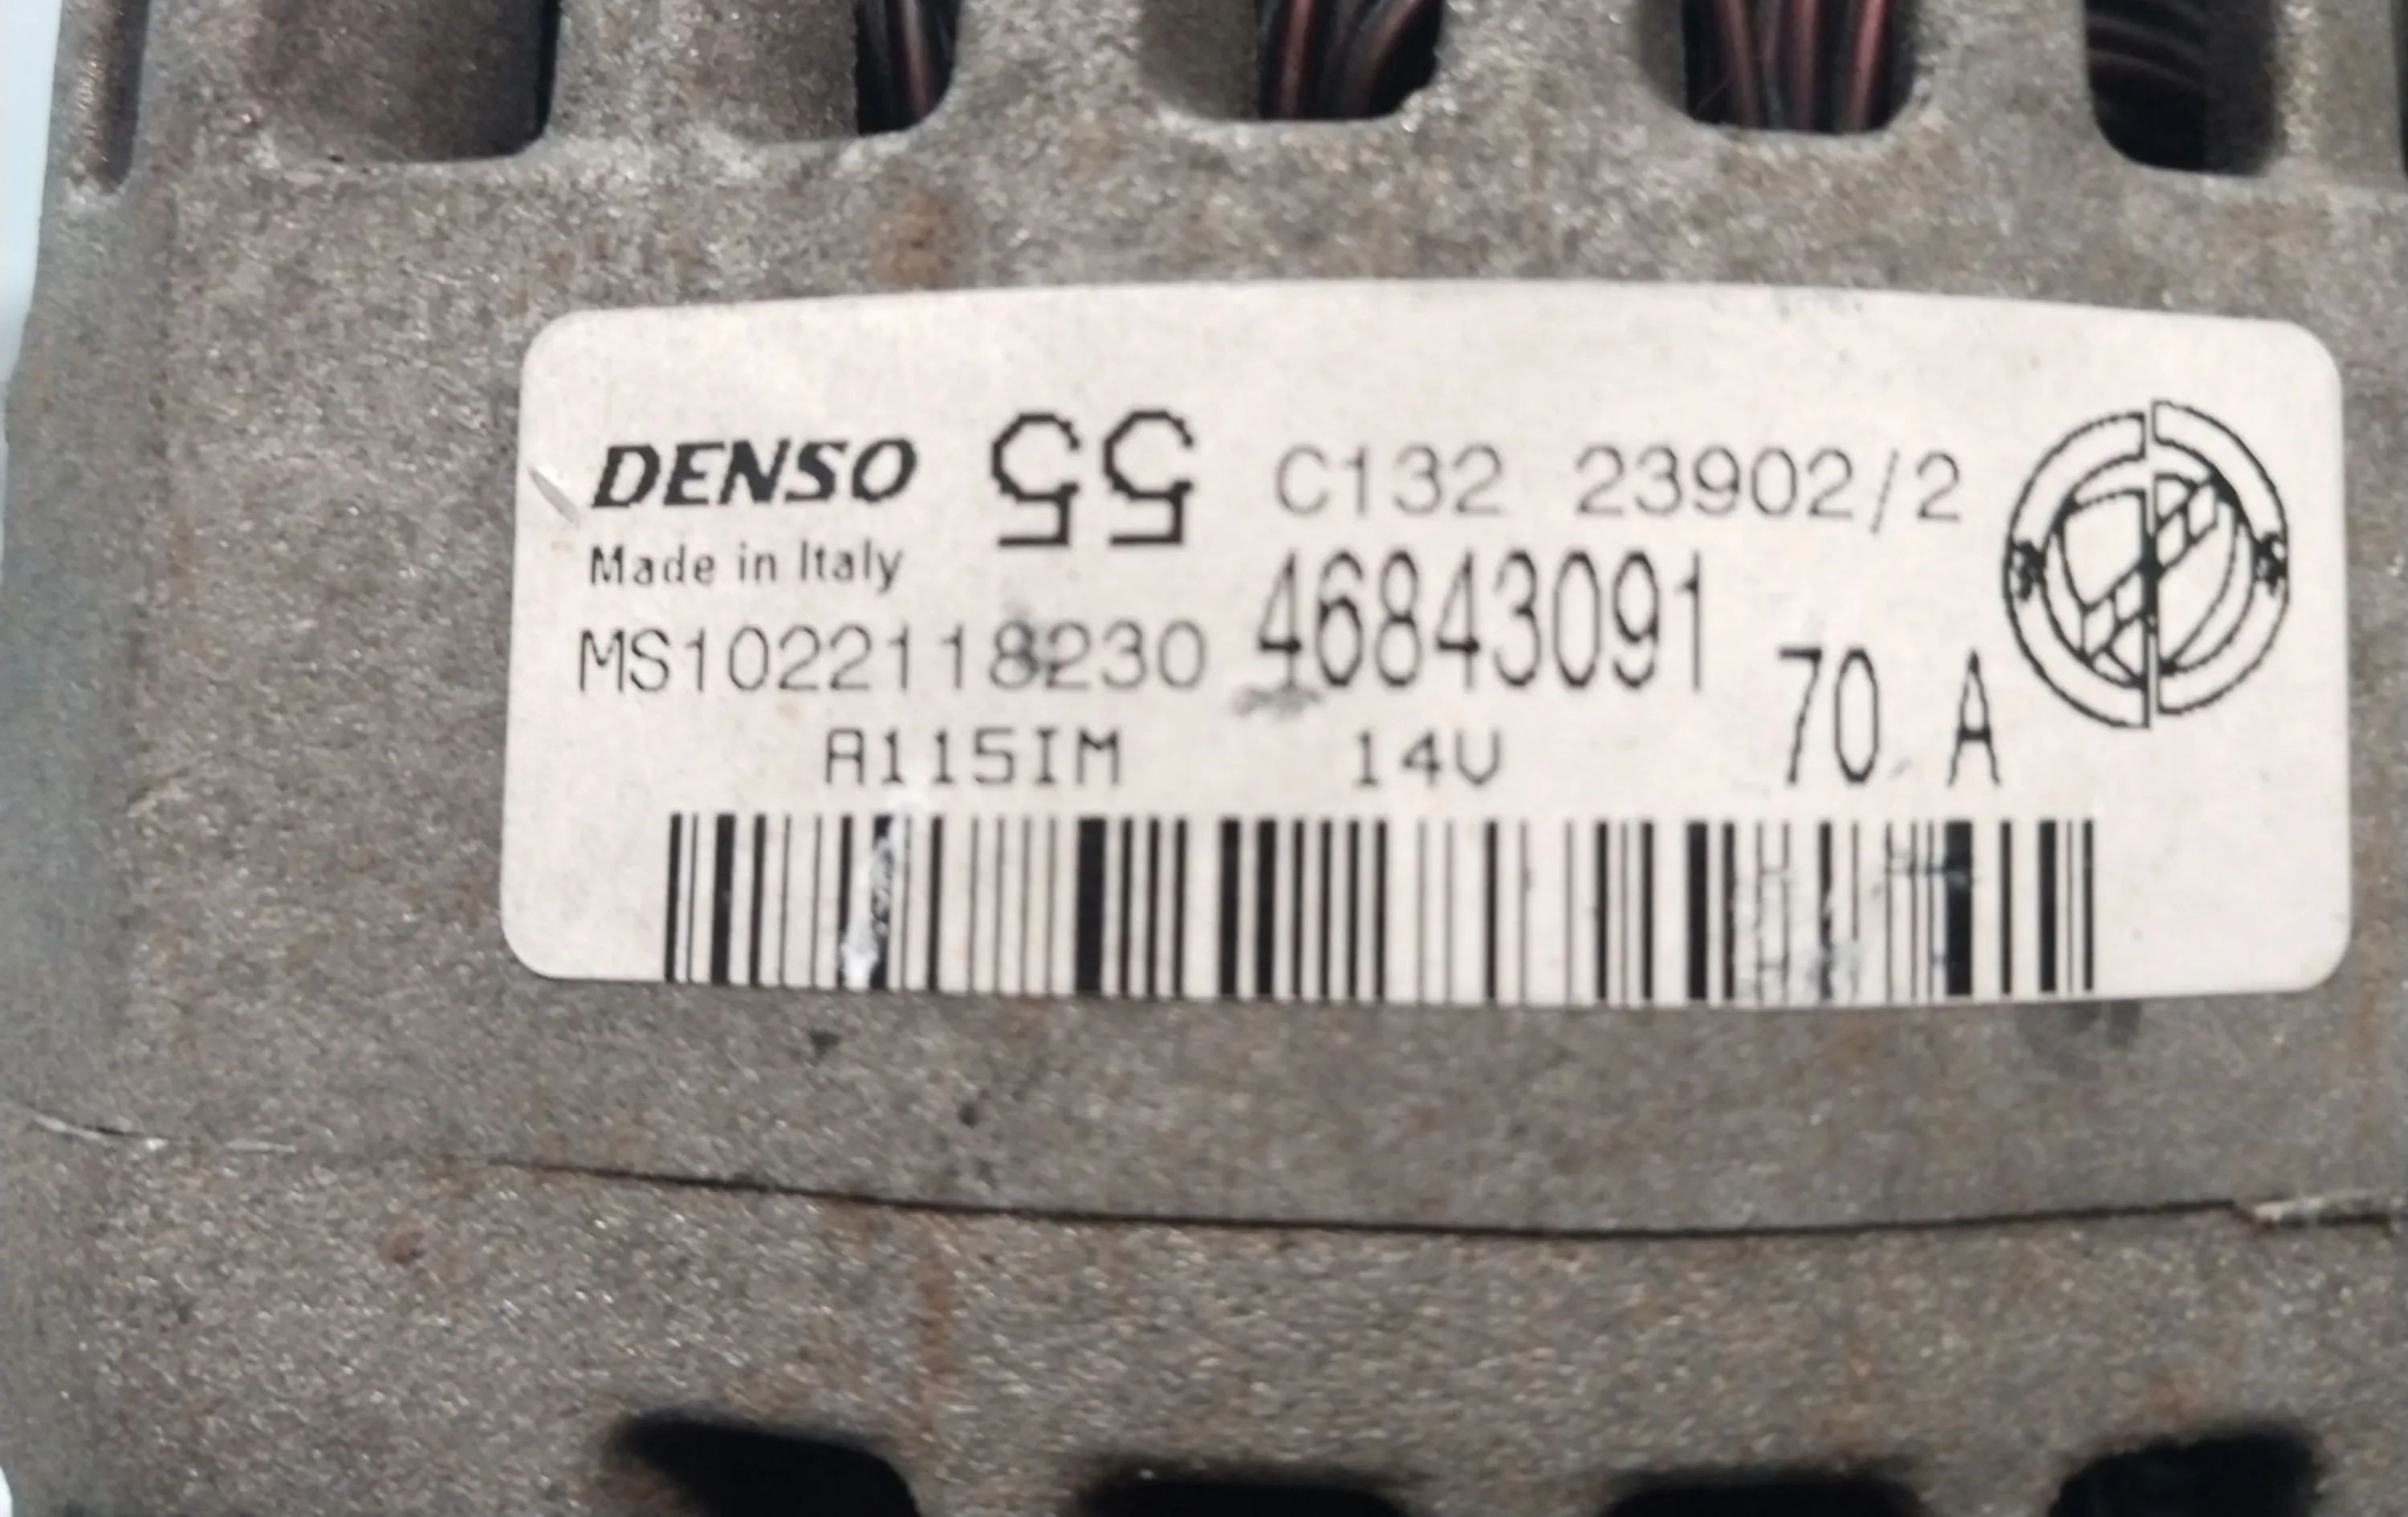 DENSO 55 C132 23902/2
Made in Italy
MS1022118230 46843091
70 A
A115IM 14V